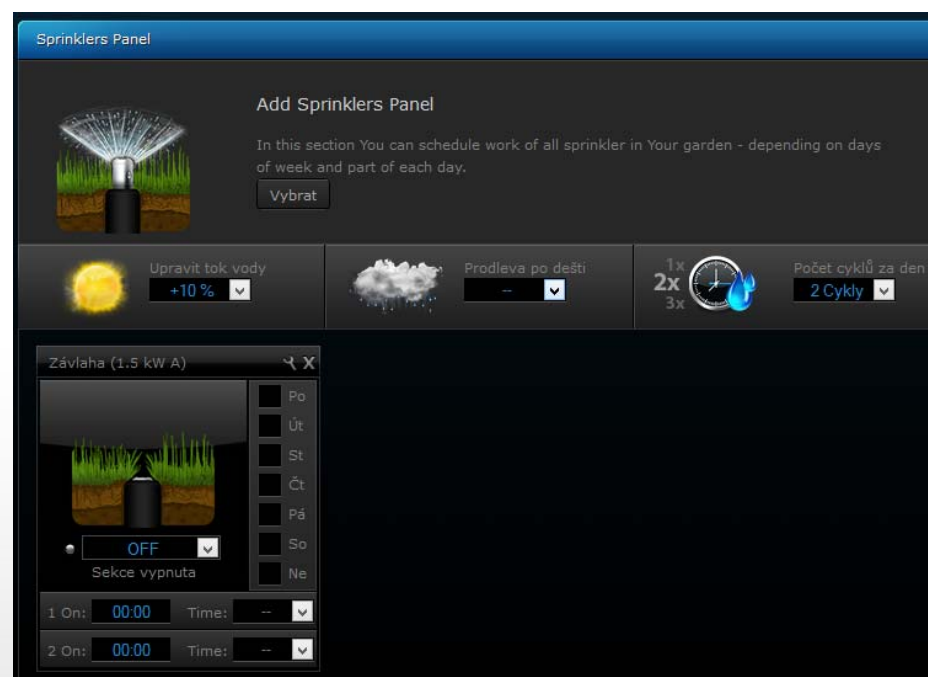 Sprinklers Panel
Add Sprinklers Panel
In this section You can schedule work of all sprinkler in Your garden - depending on days
of week and part of each day.
Vybrat
Upravit tok vody
+10 %
Prodleva po dešti
--
1x
2x
3x
Počet cyklů za den
2 Cykly
Závlaha (1.5 kW A)
X
Po
Út
St
Čt
Pá
So
Ne
OFF
Sekce vypnuta
1 On: 00:00 Time: --
2 On: 00:00 Time: --